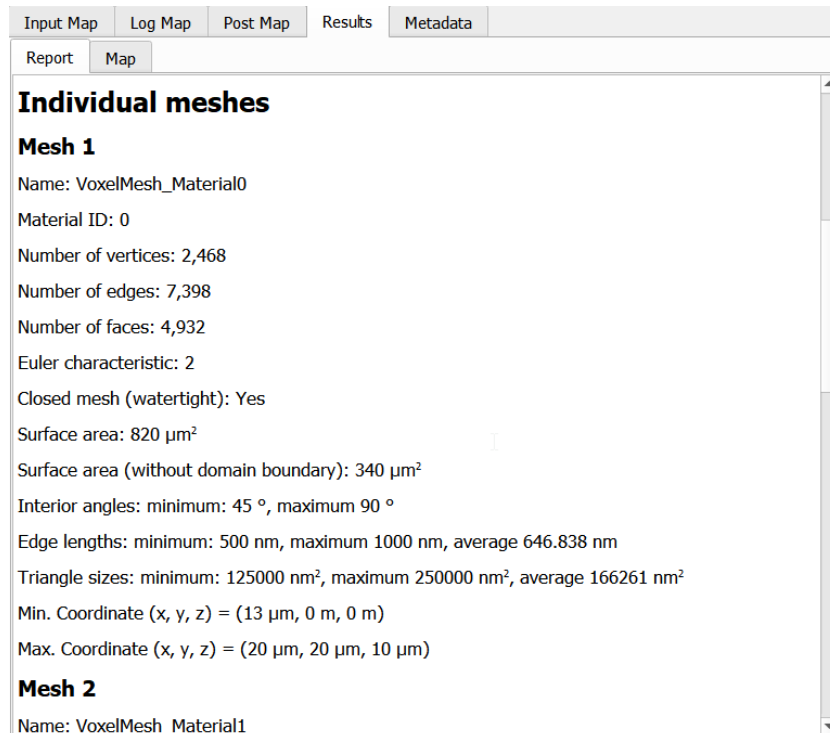 Input Map Log Map Post Map Results Metadata
Report Map
Individual meshes
Mesh 1
Name: VoxelMesh_Material0
Material ID: 0
Number of vertices: 2,468
Number of edges: 7,398
Number of faces: 4,932
Euler characteristic: 2
Closed mesh (watertight): Yes
Surface area: 820 µm²
Surface area (without domain boundary): 340 µm²
Interior angles: minimum: 45 °, maximum 90 °
Edge lengths: minimum: 500 nm, maximum 1000 nm, average 646.838 nm
Triangle sizes: minimum: 125000 nm², maximum 250000 nm², average 166261 nm²
Min. Coordinate (x, y, z) = (13 µm, 0 m, 0 m)
Max. Coordinate (x, y, z) = (20 µm, 20 µm, 10 µm)
Mesh 2
Name: VoxelMesh_Material1